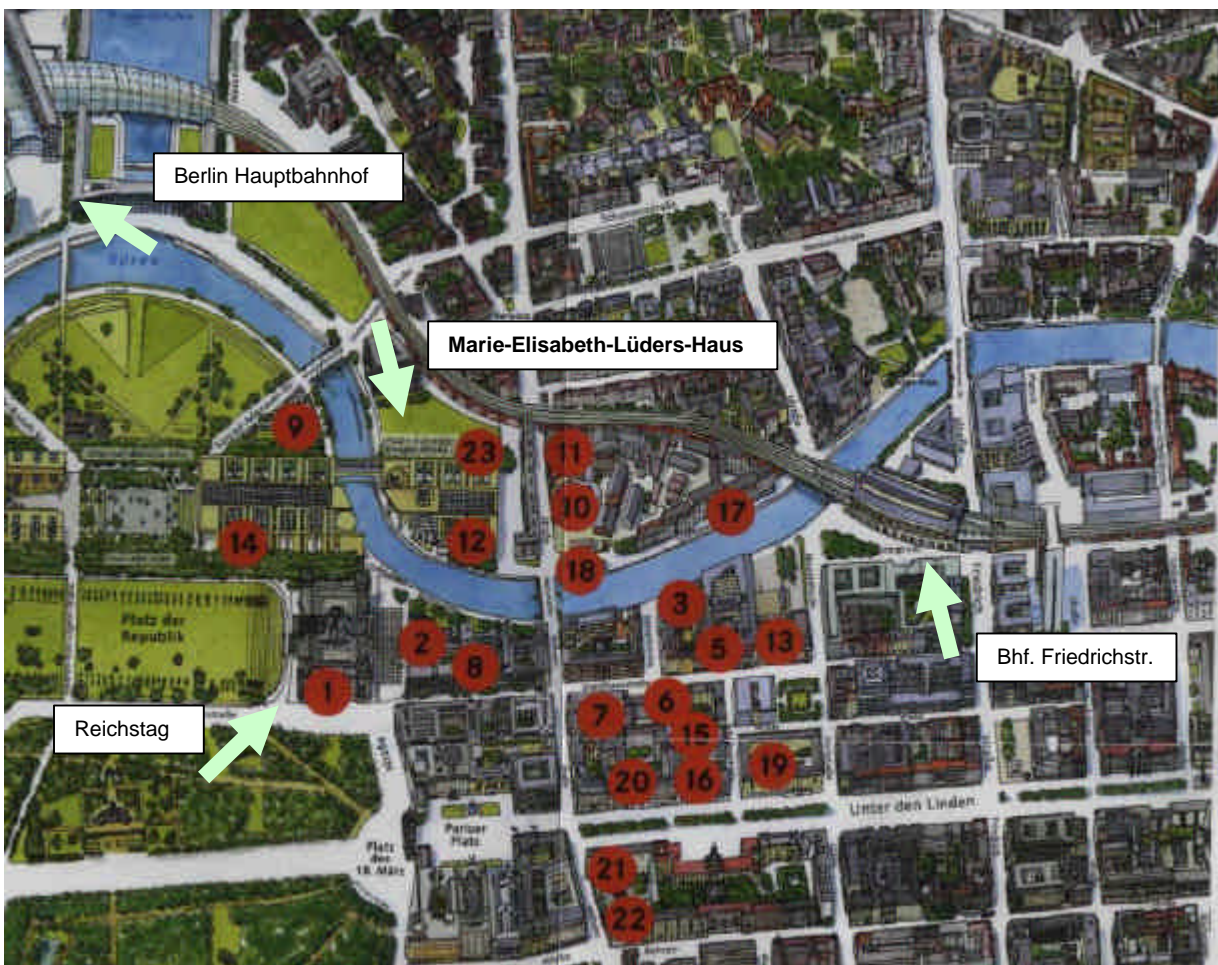 Berlin Hauptbahnhof
Spree
Marie-Elisabeth-Lüders-Haus
9
23
11
10
17
14
12
18
Platz der
Republik
3
2
5
13
8
Bhf. Friedrichstr.
1
6
7
Reichstag
15
19
20
16
Unter den Linden
Pariser
Platz
Platz
des
18. März
21
22
Behren